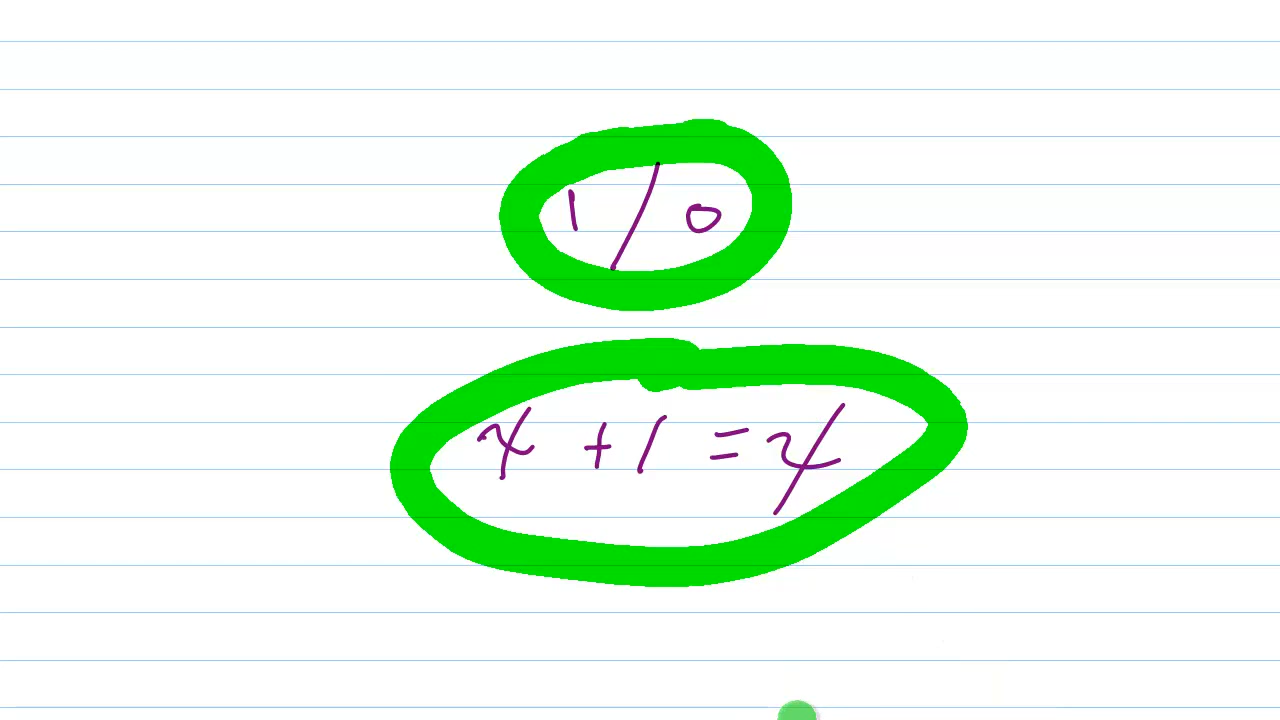 1/0
x + 1 = x